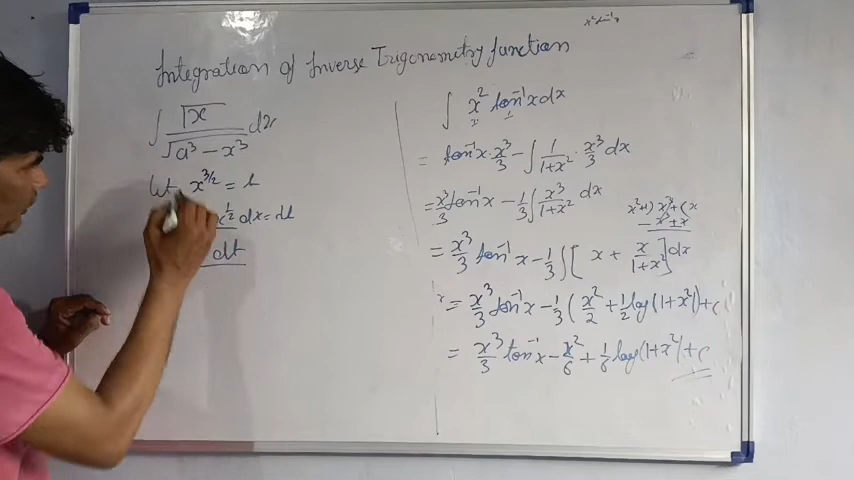 Integration of Inverse Trigonometry function
∫ √x / √(a³ − x³) dx
let x^(3/2) = t
x^(1/2) dx = dt
dt
∫ x² tan⁻¹x dx
= tan⁻¹x · x³/3 − ∫ 1/(1+x²) · x³/3 dx
= x³/3 tan⁻¹x − 1/3 ∫ x³/(1+x²) dx
x²+1) x³ + (x
− x³ ± x
= x³/3 tan⁻¹x − 1/3 ∫ [ x + x/(1+x²) ] dx
= x³/3 tan⁻¹x − 1/3 ( x²/2 + 1/2 log(1+x²)) + c
= x³/3 tan⁻¹x − x²/6 + 1/6 log(1+x²) + c